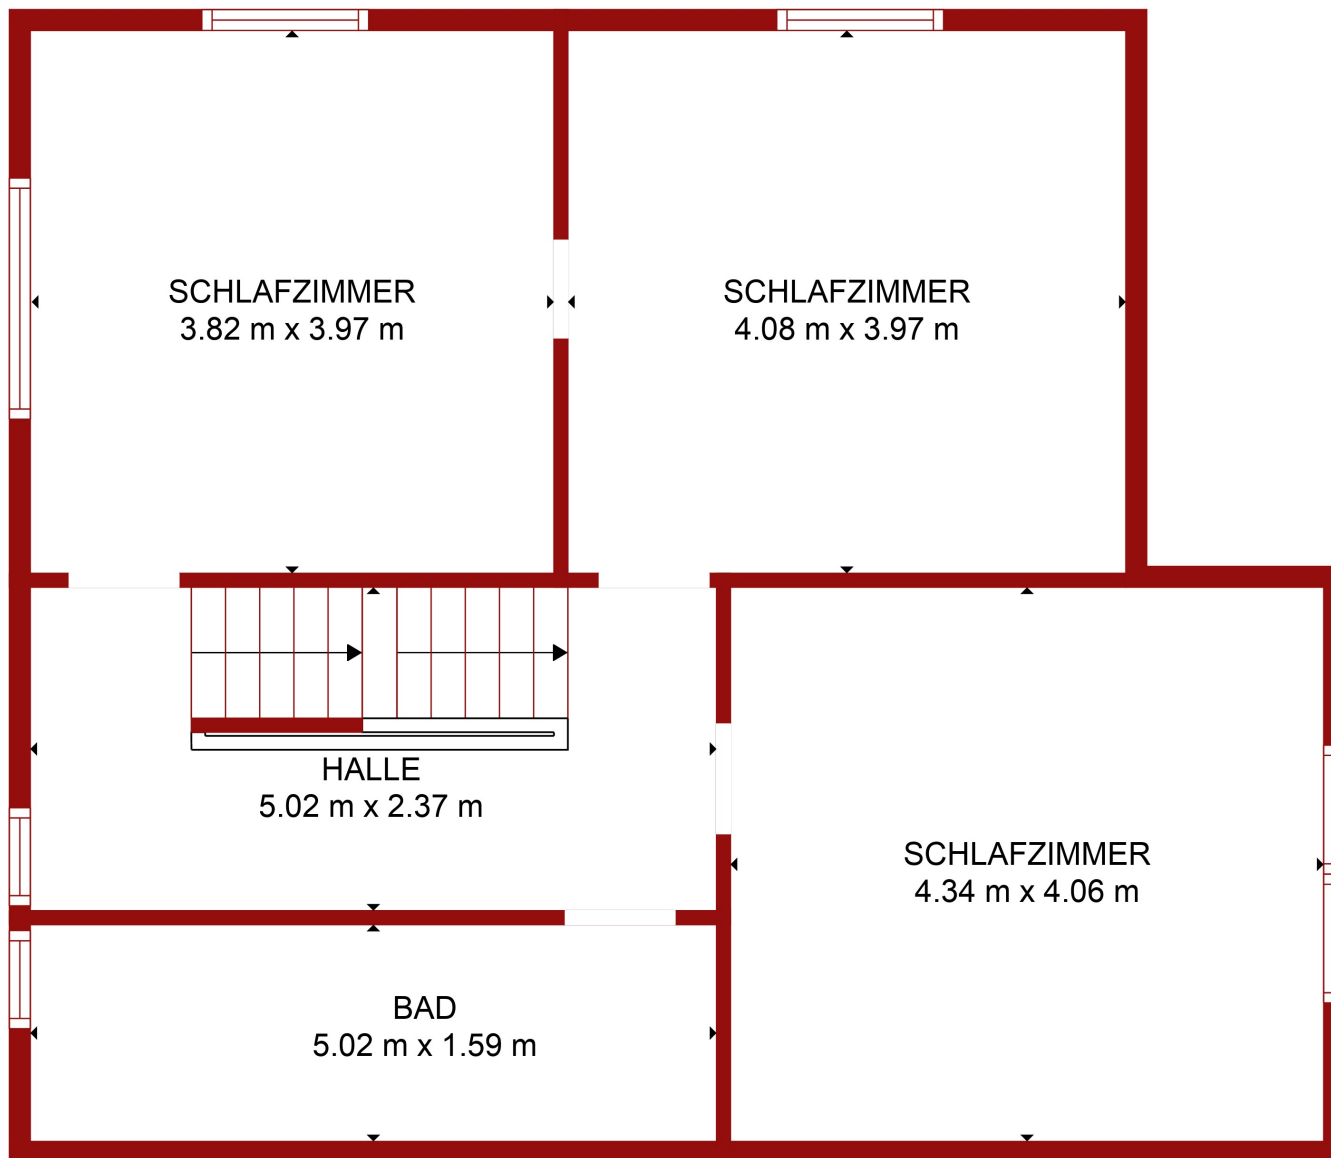 SCHLAFZIMMER
3.82 m x 3.97 m
SCHLAFZIMMER
4.08 m x 3.97 m
HALLE
5.02 m x 2.37 m
SCHLAFZIMMER
4.34 m x 4.06 m
BAD
5.02 m x 1.59 m